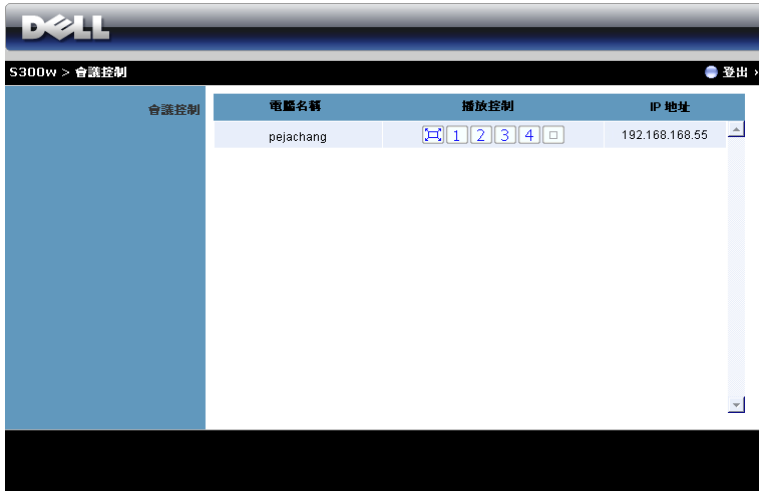 DELL
S300w > 會議控制
登出 ›
會議控制
電腦名稱 播放控制 IP 地址
pejachang 1 2 3 4 192.168.168.55